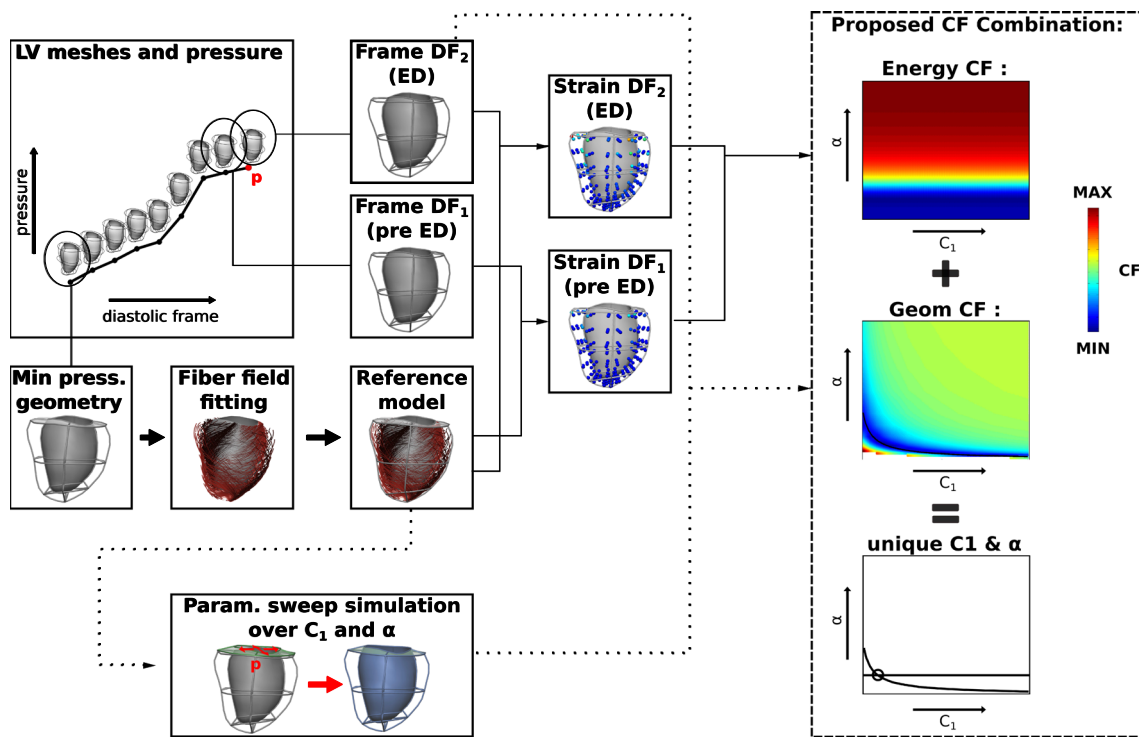 LV meshes and pressure
pressure
p
diastolic frame
Frame DF₂
(ED)
Frame DF₁
(pre ED)
Strain DF₂
(ED)
Strain DF₁
(pre ED)
Min press.
geometry
Fiber field
fitting
Reference
model
Param. sweep simulation
over C₁ and α
p
Proposed CF Combination:
Energy CF :
α
C₁
+
Geom CF :
α
C₁
=
unique C1 & α
α
C₁
MAX
CF
MIN